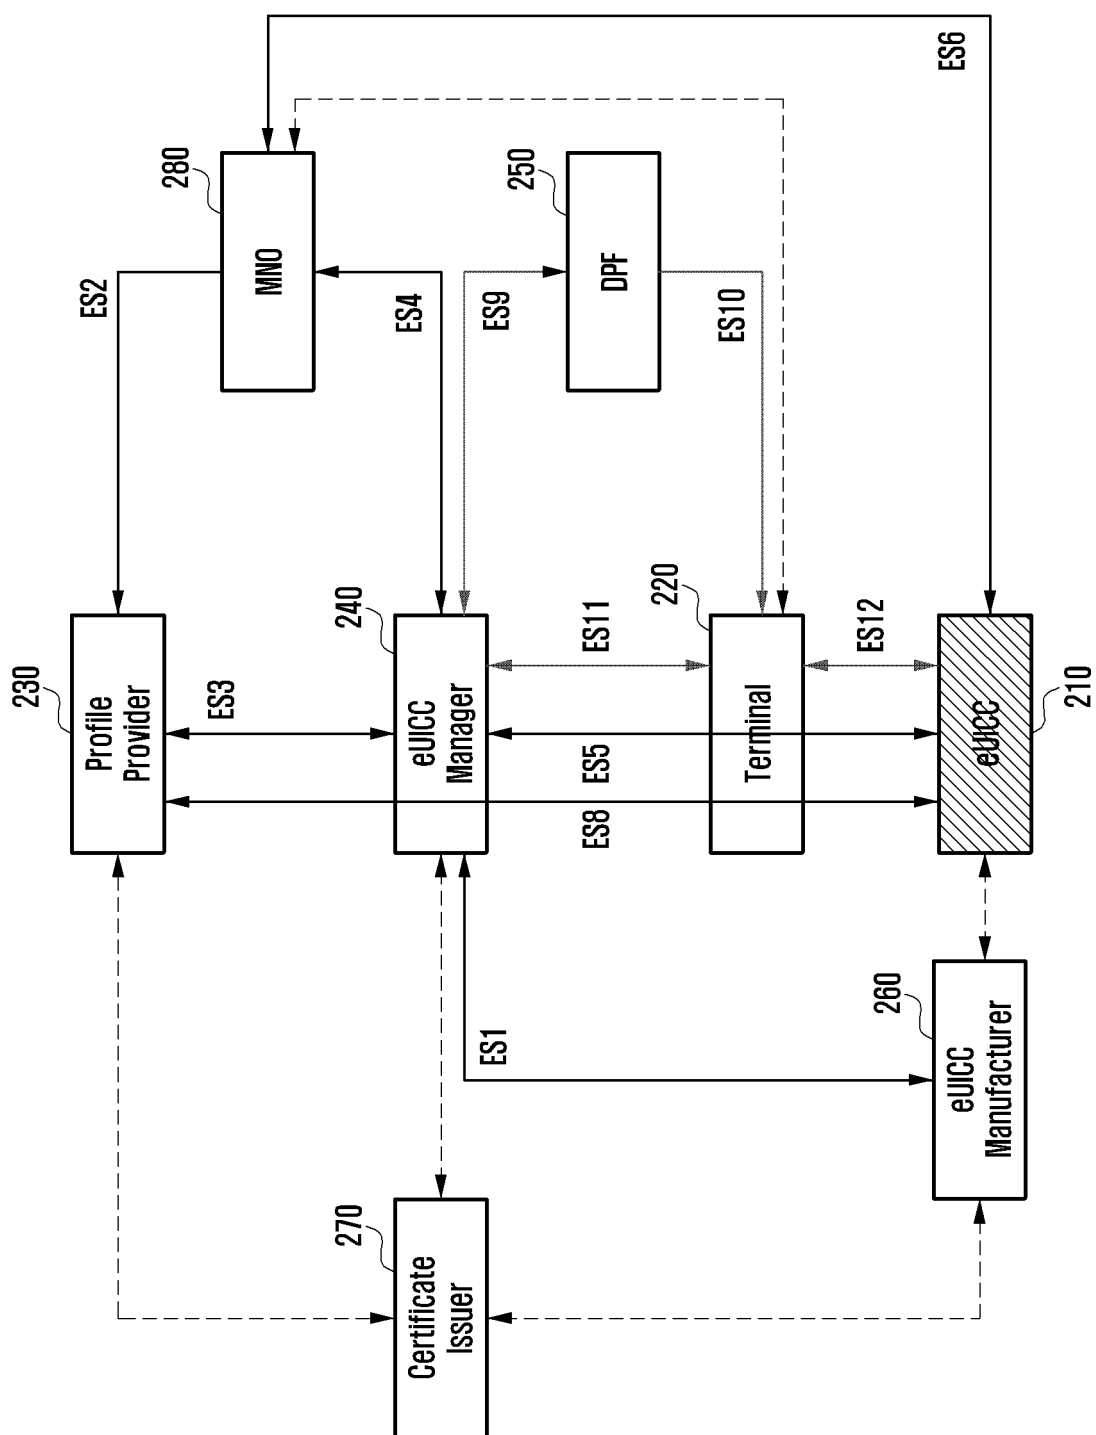 230
Profile
Provider
ES2
280
MNO
ES3
ES4
ES6
270
Certificate
Issuer
240
eUICC
Manager
ES9
250
DPF
ES1
ES8
ES5
ES11
ES10
220
Terminal
ES12
260
eUICC
Manufacturer
eUICC
210